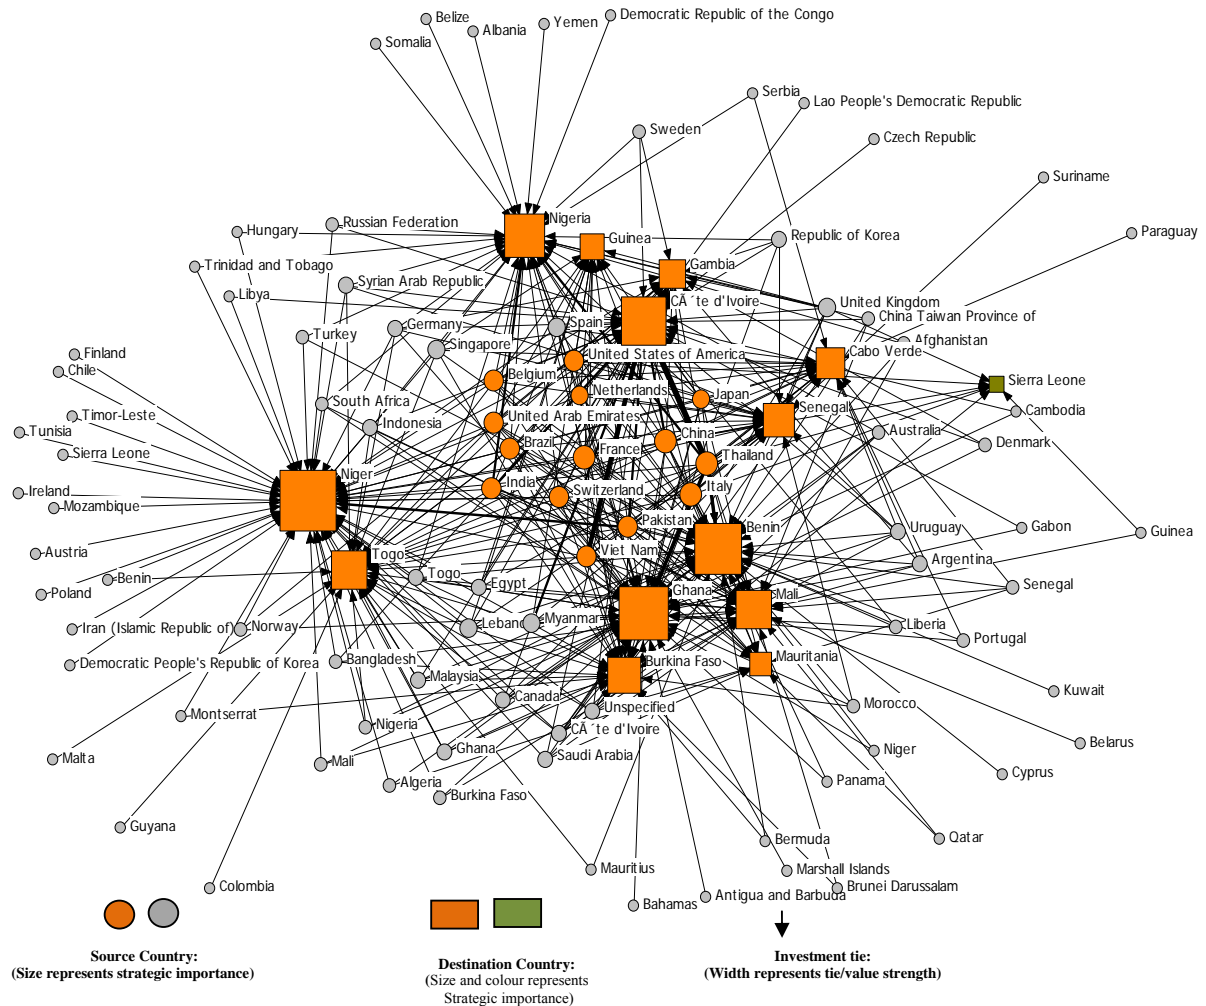 Belize
Democratic Republic of the Congo
Albania
Yemen
Somalia
Serbia
Lao People's Democratic Republic
Sweden
Czech Republic
Suriname
Nigeria
Russian Federation
Hungary
Guinea
Republic of Korea
Paraguay
Trinidad and Tobago
Gambia
Syrian Arab Republic
Libya
CÃ´te d'Ivoire
United Kingdom
China Taiwan Province of
Germany
Spain
Turkey
Singapore
Afghanistan
Cabo Verde
Finland
United States of America
Chile
Belgium
Sierra Leone
Netherlands
Japan
South Africa
Senegal
Cambodia
Timor-Leste
United Arab Emirates
Indonesia
Tunisia
Australia
China
Brazil
Denmark
France
Sierra Leone
Thailand
Niger
India
Italy
Switzerland
Ireland
Mozambique
Pakistan
Benin
Uruguay
Gabon
Guinea
Austria
Togo
Viet Nam
Argentina
Benin
Togo
Egypt
Senegal
Poland
Ghana
Mali
Iran (Islamic Republic of)
Norway
Myanmar
Liberia
Portugal
Democratic People's Republic of Korea
Bangladesh
Burkina Faso
Mauritania
Malaysia
Kuwait
Canada
Morocco
Unspecified
Montserrat
Nigeria
CÃ´te d'Ivoire
Belarus
Ghana
Niger
Malta
Mali
Saudi Arabia
Cyprus
Algeria
Panama
Burkina Faso
Guyana
Qatar
Bermuda
Mauritius
Marshall Islands
Colombia
Brunei Darussalam
Antigua and Barbuda
Bahamas
Source Country:
(Size represents strategic importance)
Destination Country:
(Size and colour represents
Strategic importance)
Investment tie:
(Width represents tie/value strength)